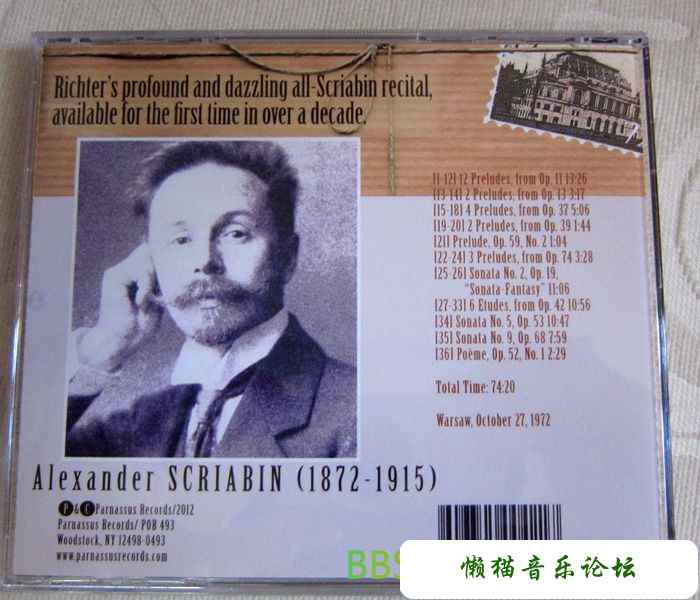 Richter's profound and dazzling all-Scriabin recital,
available for the first time in over a decade.
[1-12] 12 Preludes, from Op. 11 13:26
[13-14] 2 Preludes, from Op. 13 3:17
[15-18] 4 Preludes, from Op. 37 5:06
[19-20] 2 Preludes, from Op. 39 1:44
[21] Prelude, Op. 59, No. 2 1:04
[22-24] 3 Preludes, from Op. 74 3:28
[25-26] Sonata No. 2, Op. 19,
"Sonata-Fantasy" 11:06
[27-33] 6 Etudes, from Op. 42 10:56
[34] Sonata No. 5, Op. 53 10:47
[35] Sonata No. 9, Op. 68 7:59
[36] Poème, Op. 52, No. 1 2:29
Total Time: 74:20
Warsaw, October 27, 1972
Alexander SCRIABIN (1872-1915)
P & C Parnassus Records/2012
Parnassus Records/ POB 493
Woodstock, NY 12498-0493
www.parnassusrecords.com
BBS
懒猫音乐论坛